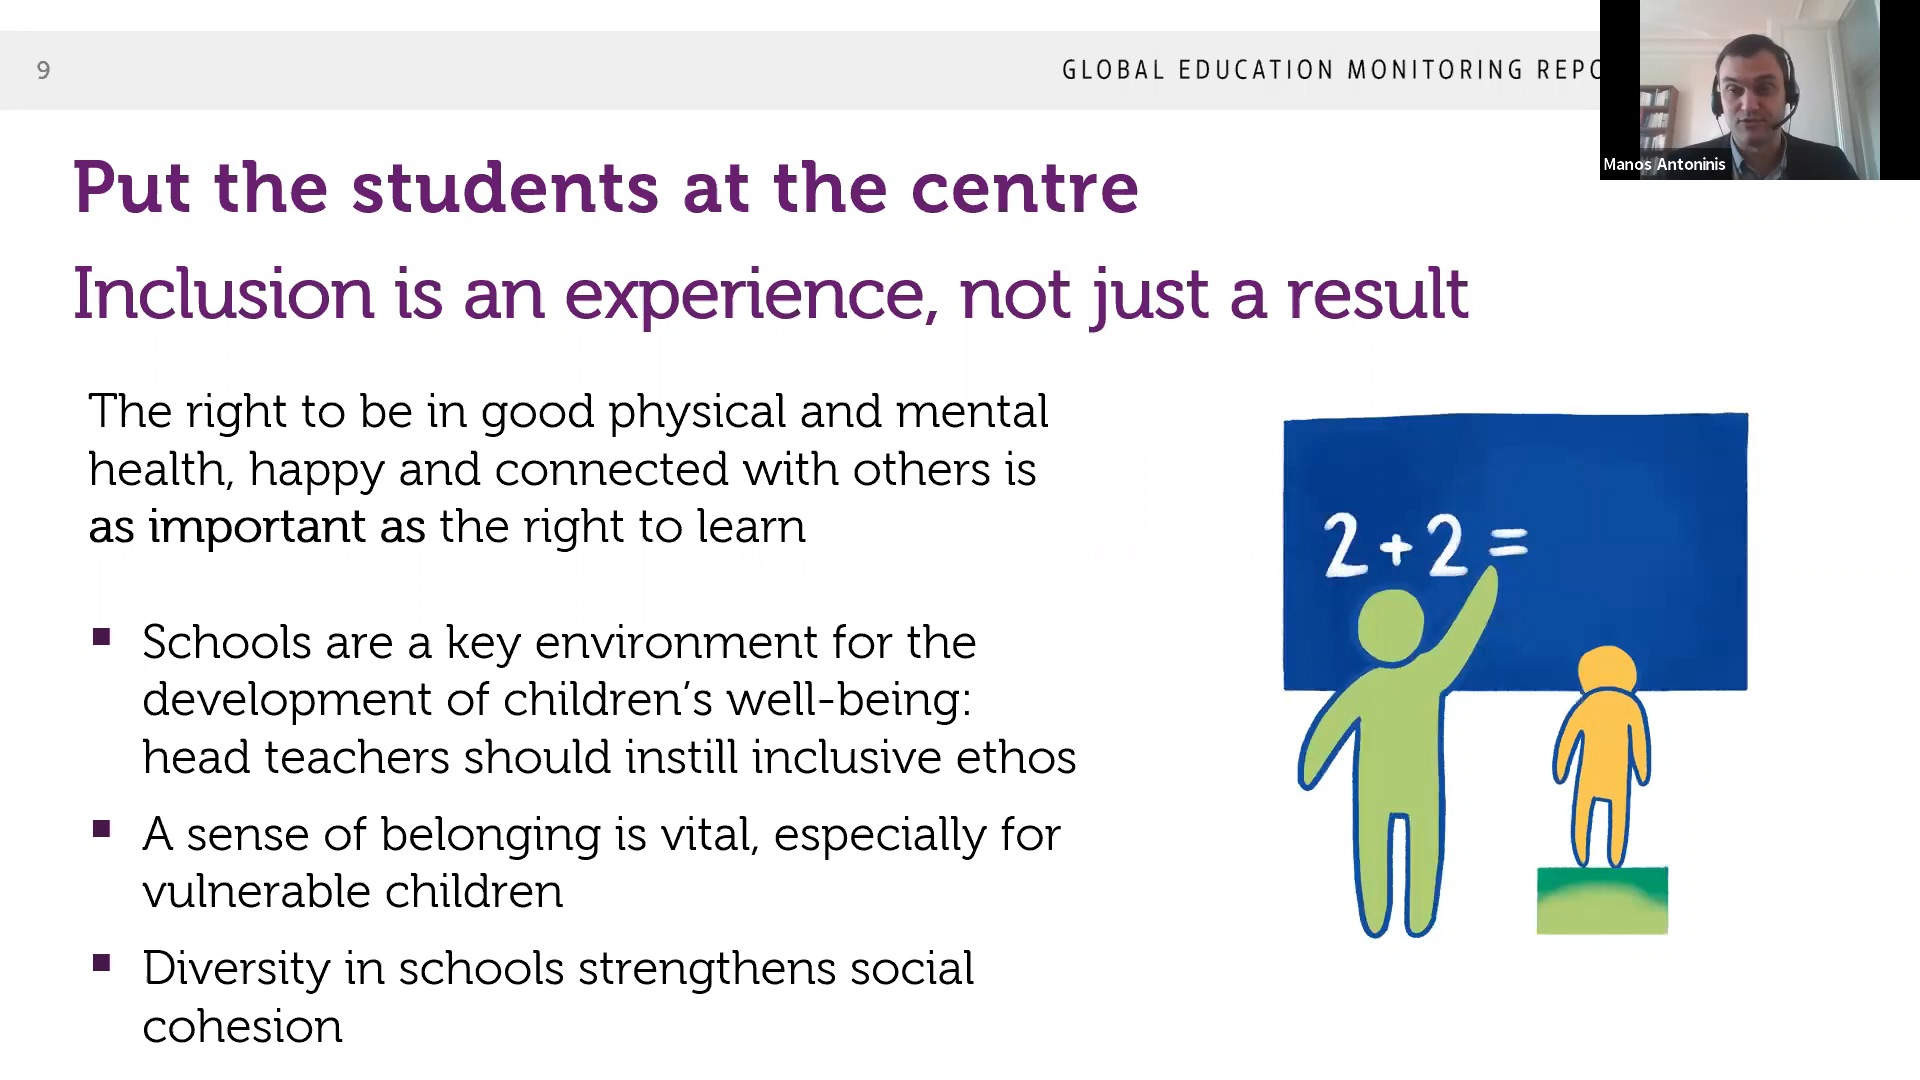 9
GLOBAL EDUCATION MONITORING REPO
Manos Antoninis
Put the students at the centre
Inclusion is an experience, not just a result
The right to be in good physical and mental
health, happy and connected with others is
as important as the right to learn
▪ Schools are a key environment for the
development of children’s well-being:
head teachers should instill inclusive ethos
▪ A sense of belonging is vital, especially for
vulnerable children
▪ Diversity in schools strengthens social
cohesion
2+2=